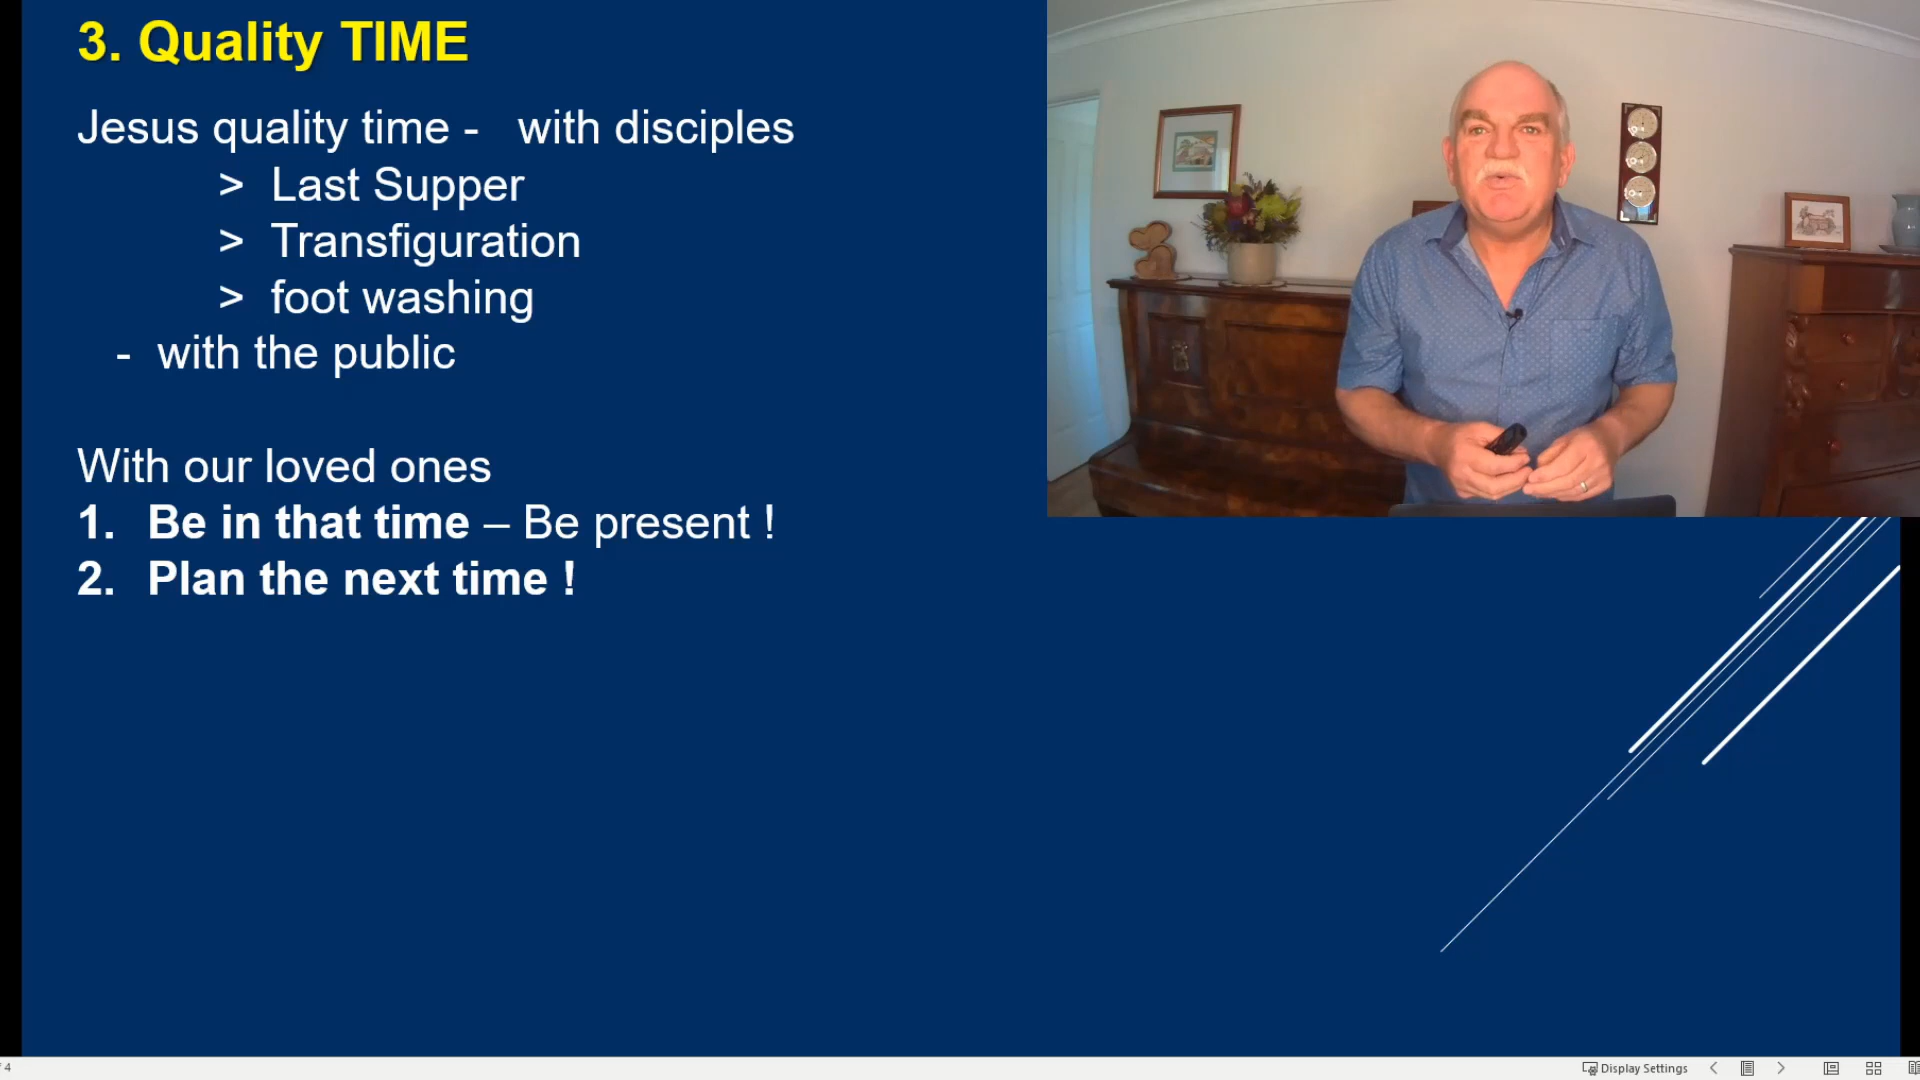 3. Quality TIME
Jesus quality time - with disciples
> Last Supper
> Transfiguration
> foot washing
- with the public
With our loved ones
1. Be in that time – Be present !
2. Plan the next time !
4
Display Settings